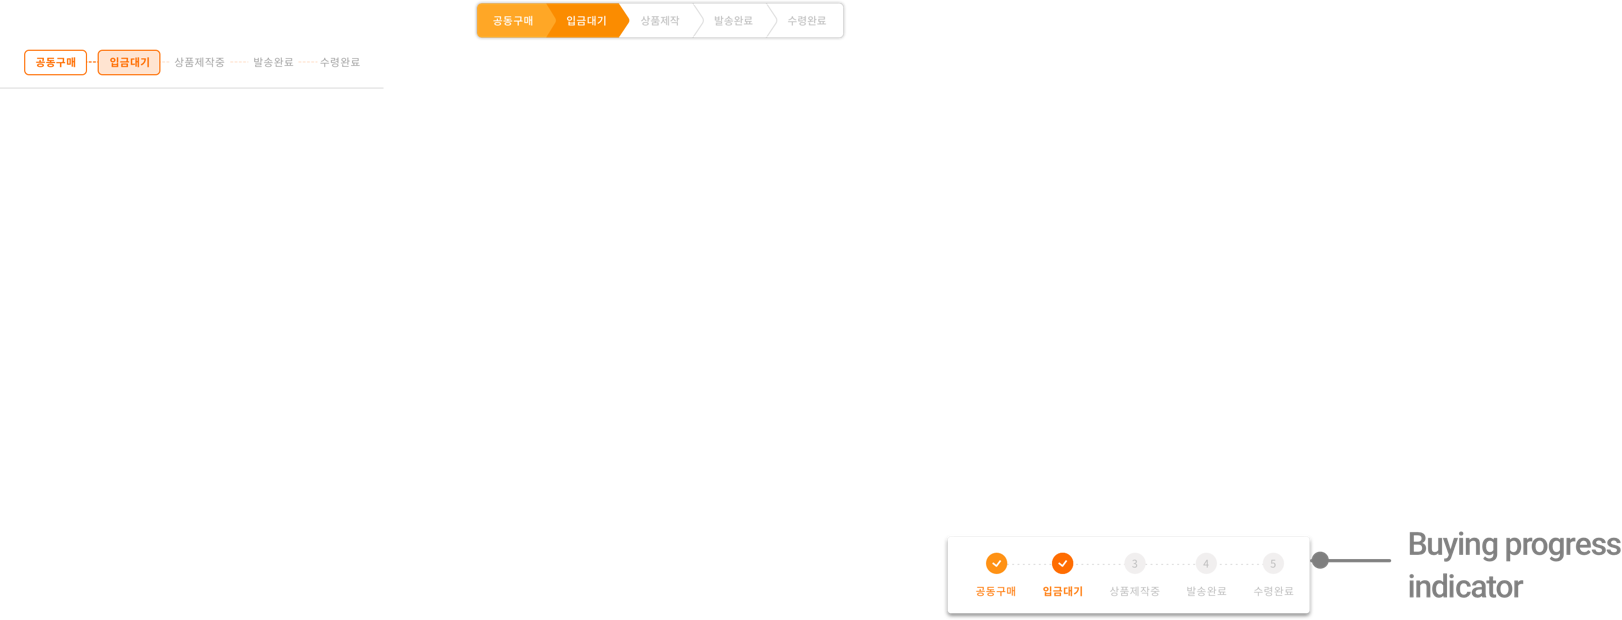 공동구매 입금대기 상품제작 발송완료 수령완료
공동구매 입금대기 상품제작중 발송완료 수령완료
3 4 5
공동구매 입금대기 상품제작중 발송완료 수령완료
Buying progress
indicator